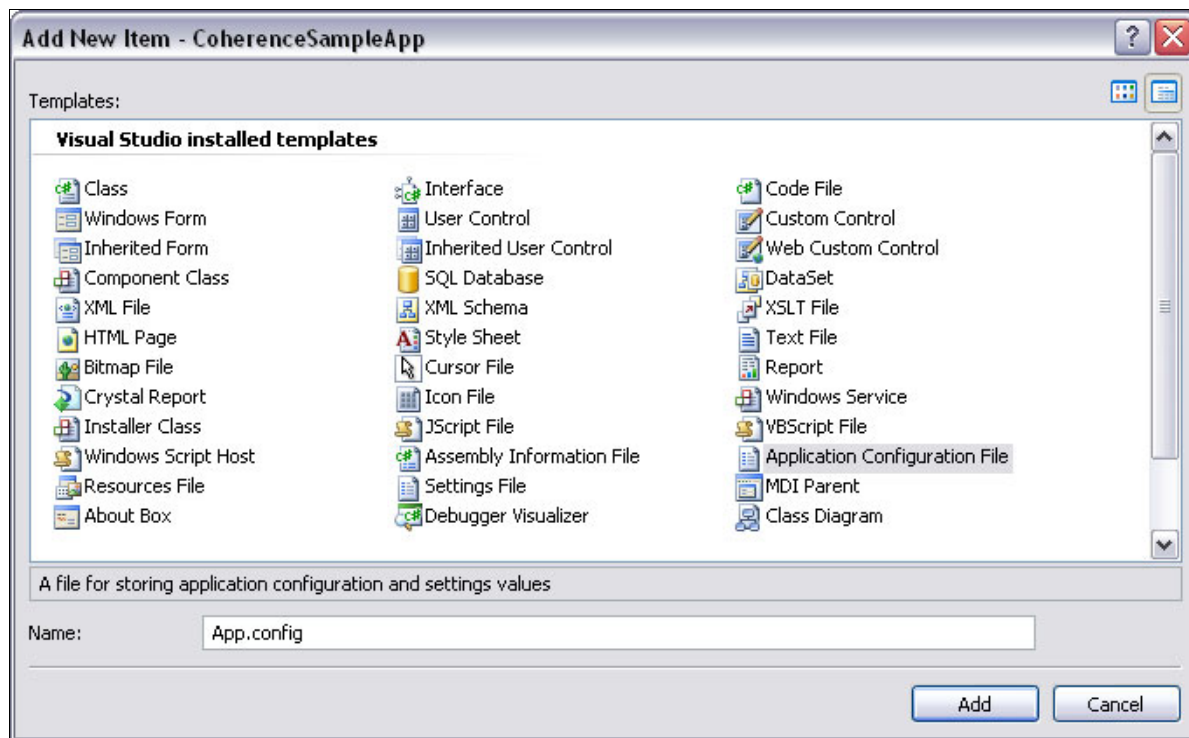 Add New Item - CoherenceSampleApp
Templates:
Visual Studio installed templates
Class Interface Code File
Windows Form User Control Custom Control
Inherited Form Inherited User Control Web Custom Control
Component Class SQL Database DataSet
XML File XML Schema XSLT File
HTML Page Style Sheet Text File
Bitmap File Cursor File Report
Crystal Report Icon File Windows Service
Installer Class JScript File VBScript File
Windows Script Host Assembly Information File Application Configuration File
Resources File Settings File MDI Parent
About Box Debugger Visualizer Class Diagram
A file for storing application configuration and settings values
Name: App.config
Add Cancel